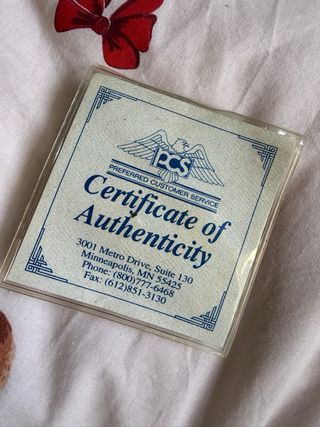 PCS
PREFERRED CUSTOMER SERVICE
Certificate of
Authenticity
3001 Metro Drive, Suite 130
Minneapolis, MN 55425
Phone: (800)777-6468
Fax: (612)851-3130